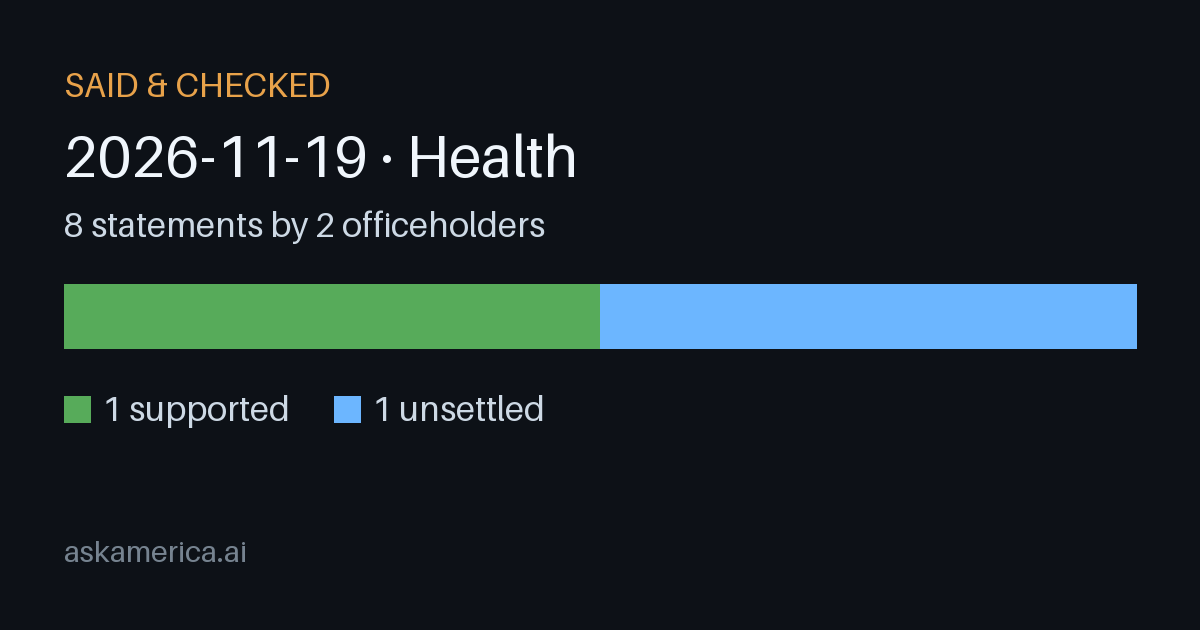 SAID & CHECKED
2026-11-19 · Health
8 statements by 2 officeholders
1 supported 1 unsettled
askamerica.ai